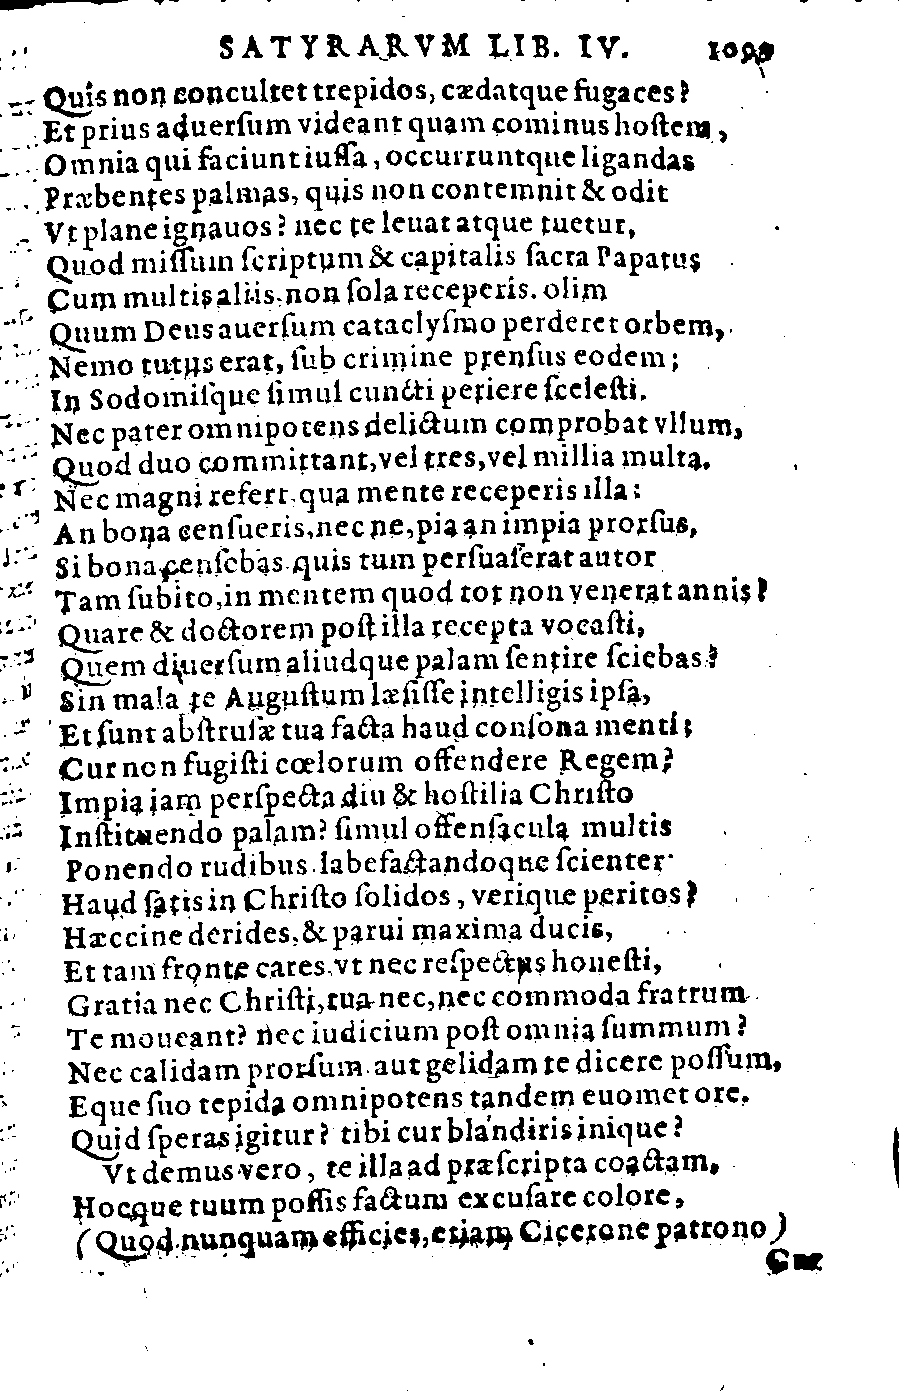 SATYRARVM LIB. IV. 109
Quis non concultet trepidos, cædatque fugaces?
Et prius aduerſum videant quam cominus hoſtem,
Omnia qui faciunt iuſſa, occurruntque ligandas
Præbentes palmas, quis non contemnit & odit
Vt plane ignauos? nec te leuat atque tuetur,
Quod miſſum ſcriptum & capitalis ſacra Papatus
Cum multis aliis, non ſola receperis. olim
Quum Deus auerſum cataclyſmo perderet orbem,
Nemo tutus erat, ſub crimine prenſus eodem;
In Sodomiſque ſimul cuncti periere ſceleſti.
Nec pater omnipotens delictum comprobat vllum,
Quod duo committant, vel tres, vel millia multa.
Nec magni refert, qua mente receperis illa:
An bona cenſueris, nec ne, pia an impia prorſus,
Si bona cenſebas quis tum perſuaſerat autor
Tam ſubito, in mentem quod tot non venerat annis?
Quare & doctorem poſt illa recepta vocaſti,
Quem diuerſum aliudque palam ſentire ſciebas?
Sin mala te Auguſtum læſiſſe intelligis ipſa,
Et ſunt abſtruſæ tua facta haud conſona menti;
Cur non fugiſti cœlorum offendere Regem?
Impia jam perſpecta diu & hoſtilia Chriſto
Inſtituendo palam? ſimul offenſacula multis
Ponendo rudibus, labefactandoque ſcienter
Haud ſatis in Chriſto ſolidos, verique peritos?
Hæccine derides, & parui maxima ducis,
Et tam fronte cares, vt nec reſpectus honeſti,
Gratia nec Chriſti, tua nec, nec commoda fratrum
Te moueant? nec iudicium poſt omnia ſummum?
Nec calidam prorſum aut gelidam te dicere poſſum,
Eque ſuo tepida omnipotens tandem euomet ore.
Quid ſperas igitur? tibi cur blandiris inique?
Vt demus vero, te illa ad præſcripta coactam,
Hocque tuum poſſis factum excuſare colore,
(Quod nunquam efficies, etiam Cicerone patrono)